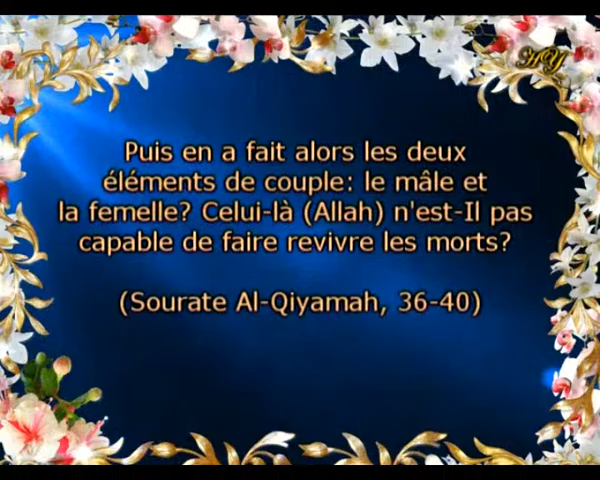 HY
Puis en a fait alors les deux
éléments de couple: le mâle et
la femelle? Celui-là (Allah) n'est-Il pas
capable de faire revivre les morts?
(Sourate Al-Qiyamah, 36-40)